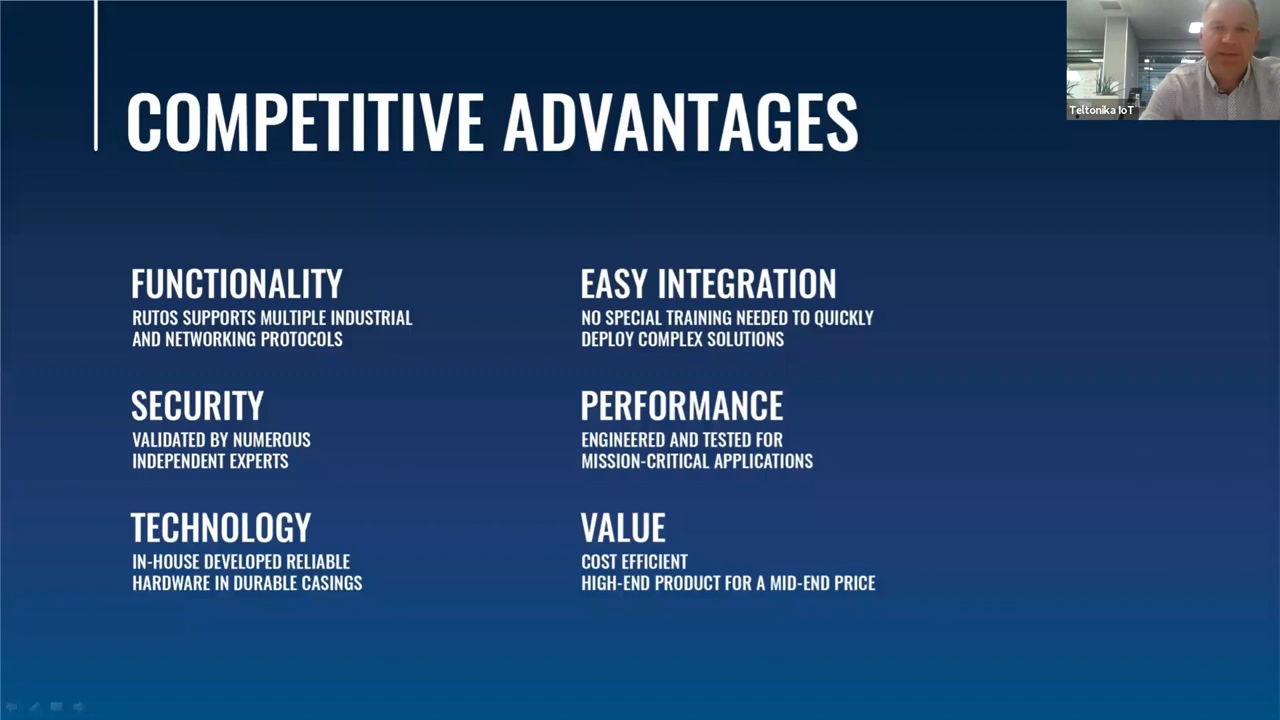 COMPETITIVE ADVANTAGES
Teltonika IoT
FUNCTIONALITY
RUTOS SUPPORTS MULTIPLE INDUSTRIAL
AND NETWORKING PROTOCOLS
EASY INTEGRATION
NO SPECIAL TRAINING NEEDED TO QUICKLY
DEPLOY COMPLEX SOLUTIONS
SECURITY
VALIDATED BY NUMEROUS
INDEPENDENT EXPERTS
PERFORMANCE
ENGINEERED AND TESTED FOR
MISSION-CRITICAL APPLICATIONS
TECHNOLOGY
IN-HOUSE DEVELOPED RELIABLE
HARDWARE IN DURABLE CASINGS
VALUE
COST EFFICIENT
HIGH-END PRODUCT FOR A MID-END PRICE